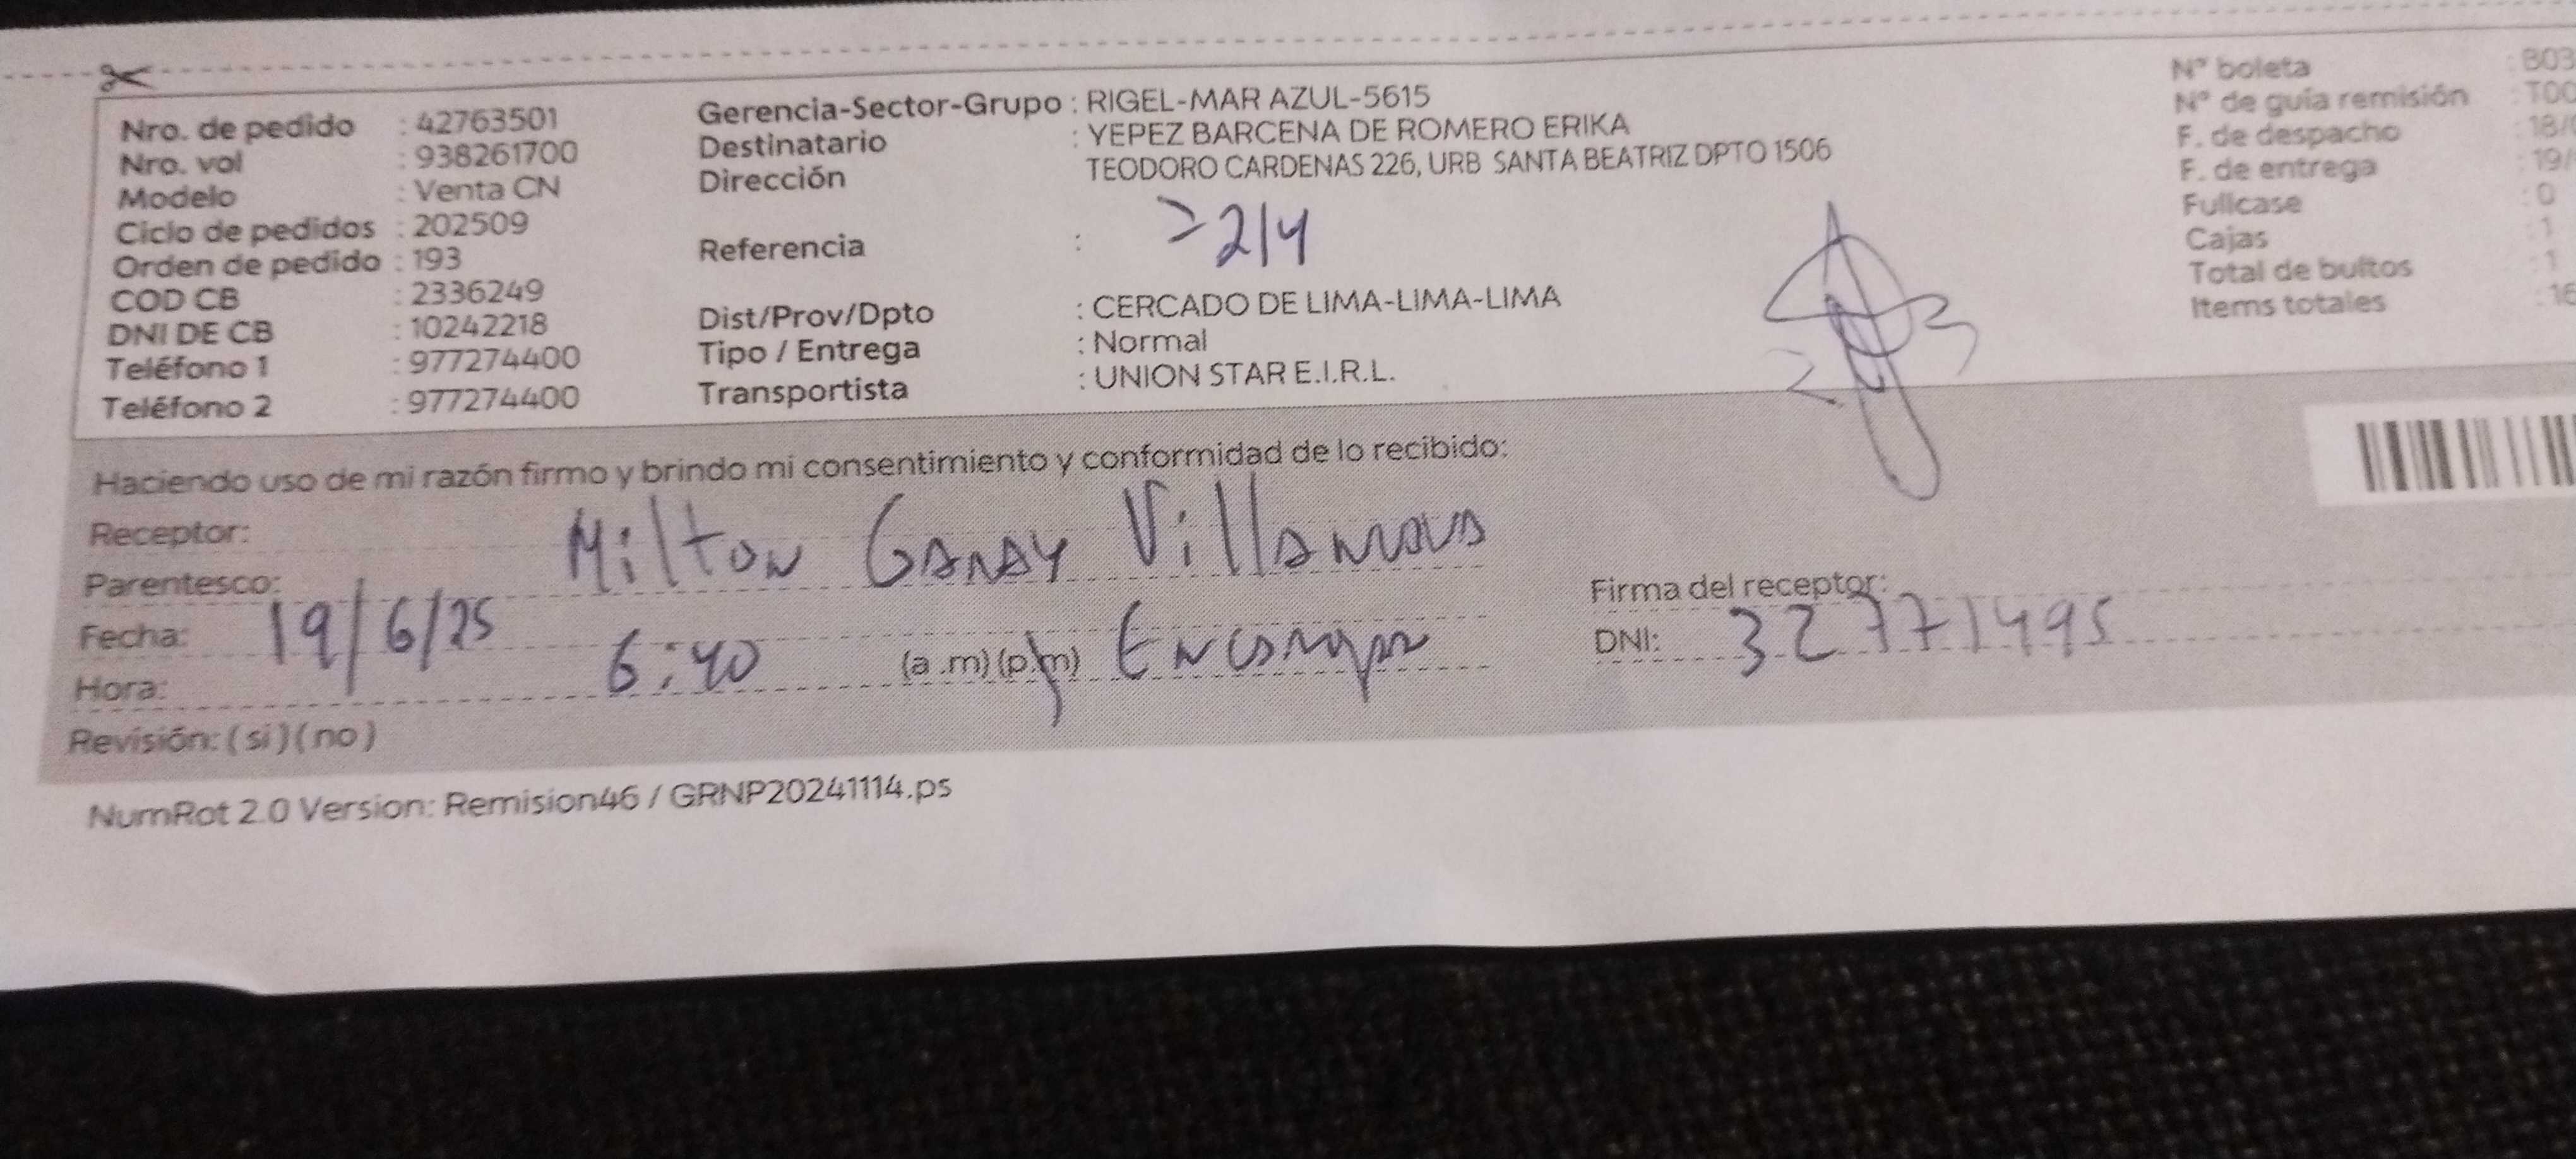 Nro. de pedido : 42763501
Nro. vol : 938261700
Modelo : Venta CN
Ciclo de pedidos : 202509
Orden de pedido : 193
COD CB : 2336249
DNI DE CB : 10242218
Teléfono 1 : 977274400
Teléfono 2 : 977274400
Gerencia-Sector-Grupo : RIGEL-MAR AZUL-5615
Destinatario : YEPEZ BARCENA DE ROMERO ERIKA
Dirección TEODORO CARDENAS 226, URB SANTA BEATRIZ DPTO 1506
Referencia :
Dist/Prov/Dpto : CERCADO DE LIMA-LIMA-LIMA
Tipo / Entrega : Normal
Transportista : UNION STAR E.I.R.L.
N° boleta : B03
N° de guía remisión : T00
F. de despacho : 18/
F. de entrega : 19/
Fullcase : 0
Cajas : 1
Total de bultos : 1
Items totales : 16
Haciendo uso de mi razón firmo y brindo mi consentimiento y conformidad de lo recibido:
Receptor: Milton Garay
Parentesco:
Fecha: 19/6/25
Hora: 6:40 (a .m) (p.m)
Revisión: ( si ) ( no )
Firma del receptor:
DNI: 32771495
NumRot 2.0 Version: Remision46 / GRNP20241114.ps